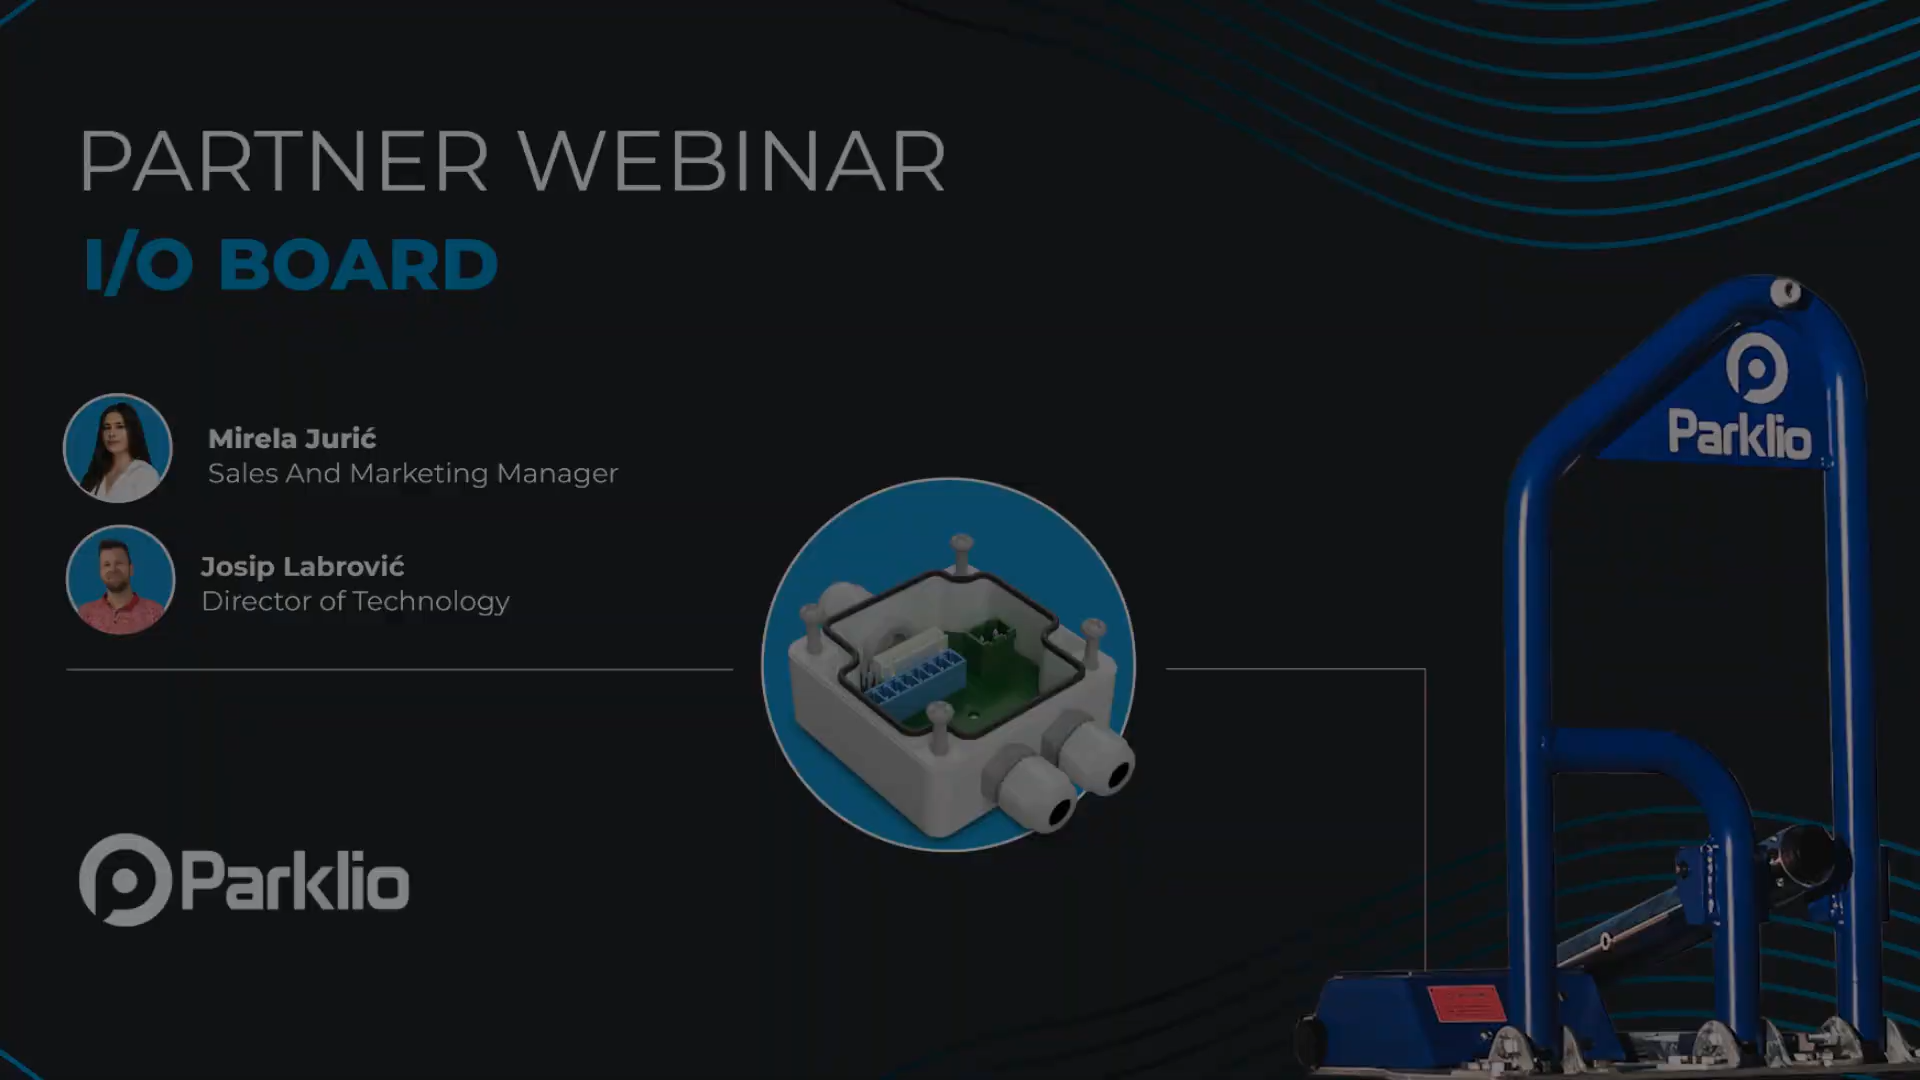 PARTNER WEBINAR
I/O BOARD
Mirela Jurić
Sales And Marketing Manager
Josip Labrović
Director of Technology
Parklio
Parklio